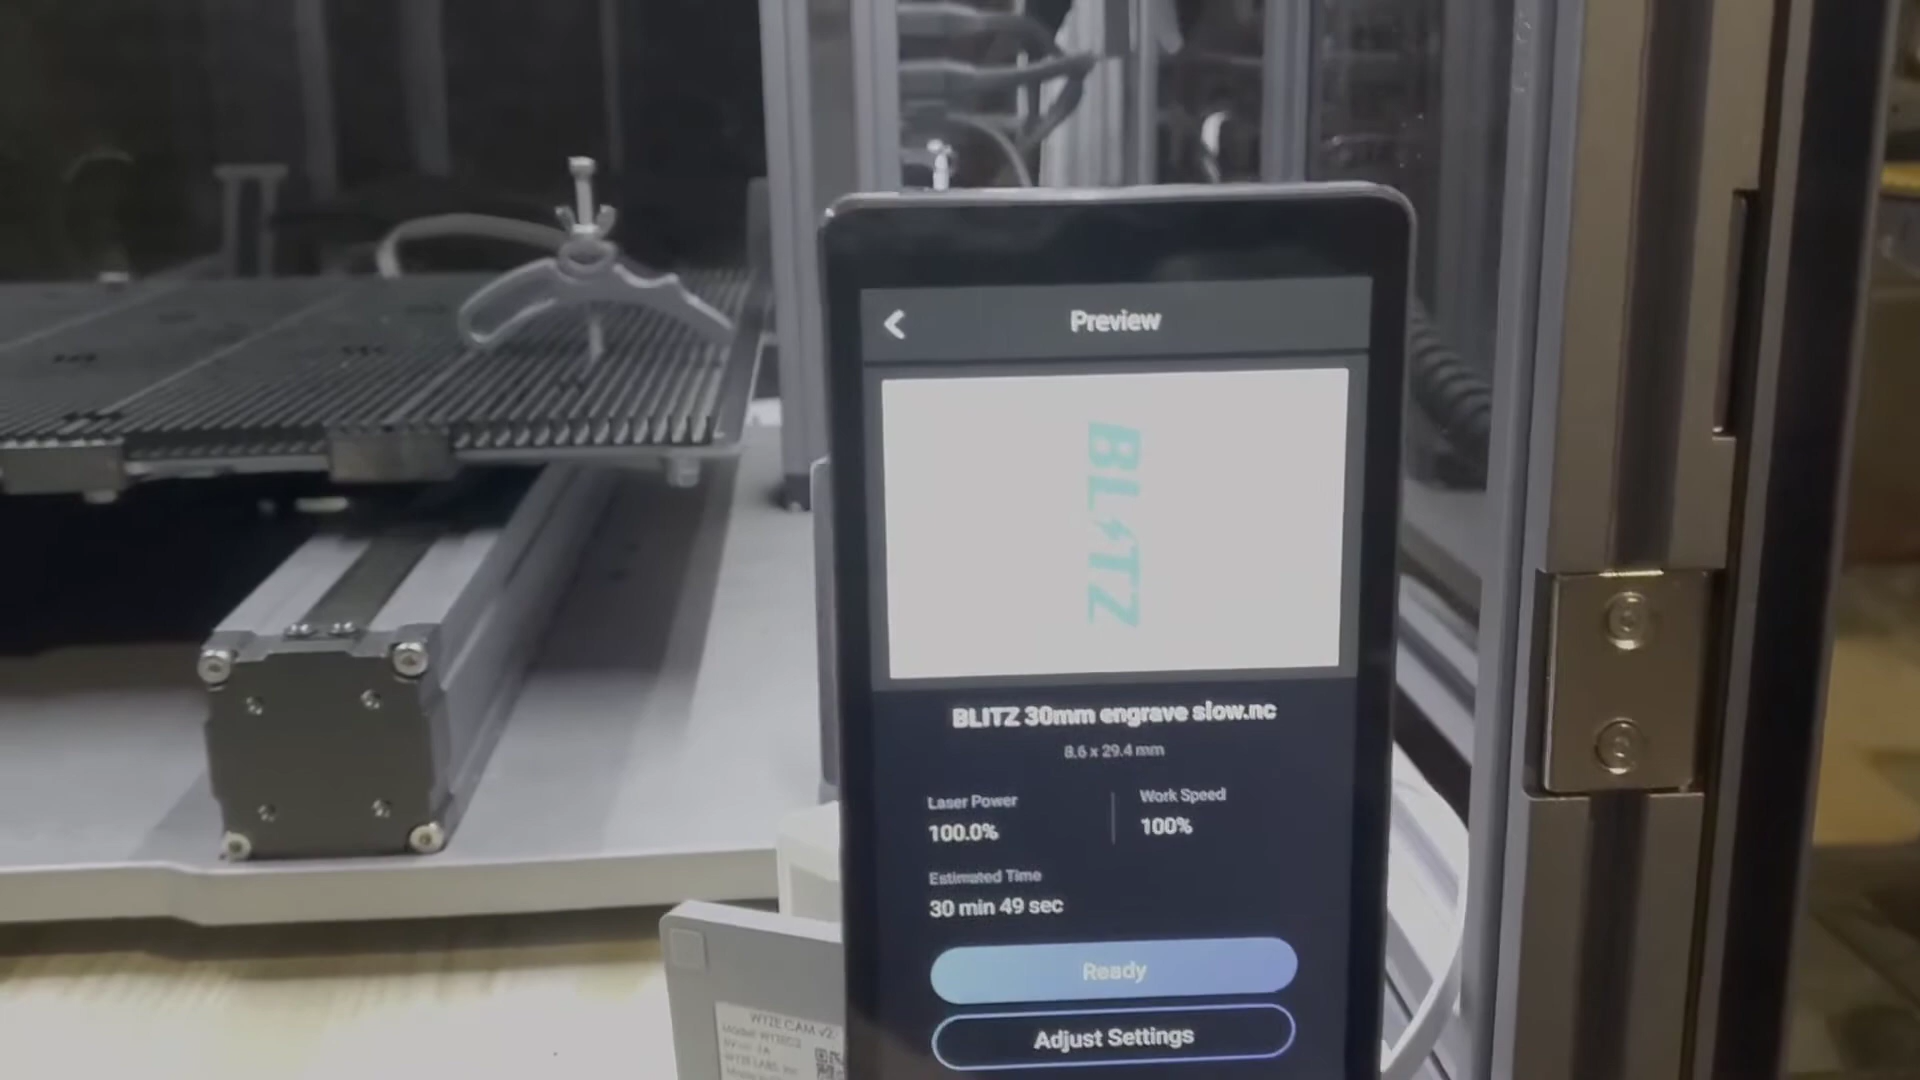 Preview
BLITZ
BLITZ 30mm engrave slow.nc
8.6 x 29.4 mm
Laser Power
100.0%
Work Speed
100%
Estimated Time
30 min 49 sec
Ready
Adjust Settings
WYZE CAM v2